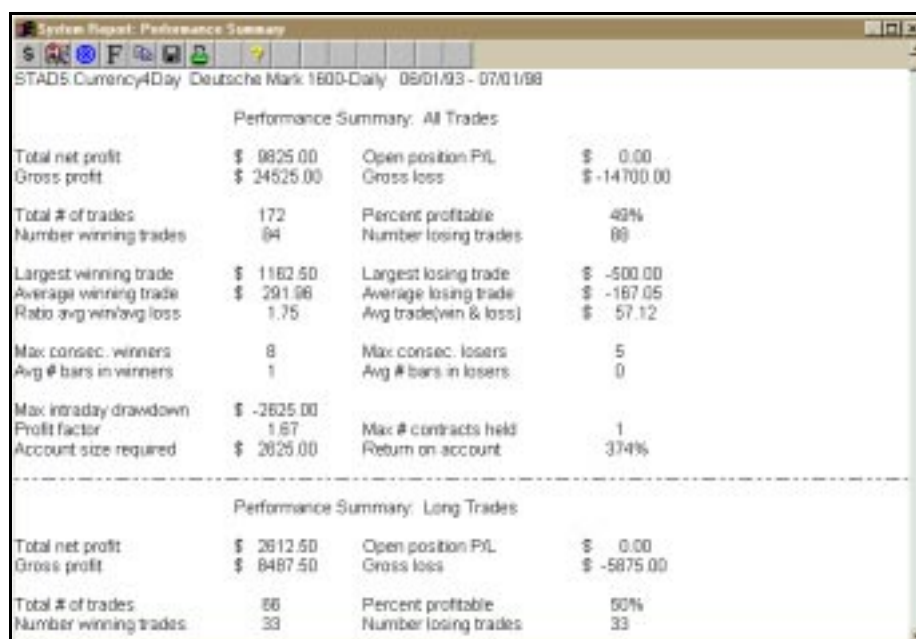 System Report: Performance Summary
$ F ?
STAD5 Currency4Day Deutsche Mark 1600-Daily 06/01/93 - 07/01/98
Performance Summary: All Trades
Total net profit $ 9825.00 Open position P/L $ 0.00
Gross profit $ 24525.00 Gross loss $ -14700.00
Total # of trades 172 Percent profitable 49%
Number winning trades 84 Number losing trades 88
Largest winning trade $ 1162.50 Largest losing trade $ -500.00
Average winning trade $ 291.96 Average losing trade $ -167.05
Ratio avg win/avg loss 1.75 Avg trade(win & loss) $ 57.12
Max consec. winners 8 Max consec. losers 5
Avg # bars in winners 1 Avg # bars in losers 0
Max intraday drawdown $ -2625.00
Profit factor 1.67 Max # contracts held 1
Account size required $ 2625.00 Return on account 374%
Performance Summary: Long Trades
Total net profit $ 2612.50 Open position P/L $ 0.00
Gross profit $ 8487.50 Gross loss $ -5875.00
Total # of trades 66 Percent profitable 50%
Number winning trades 33 Number losing trades 33